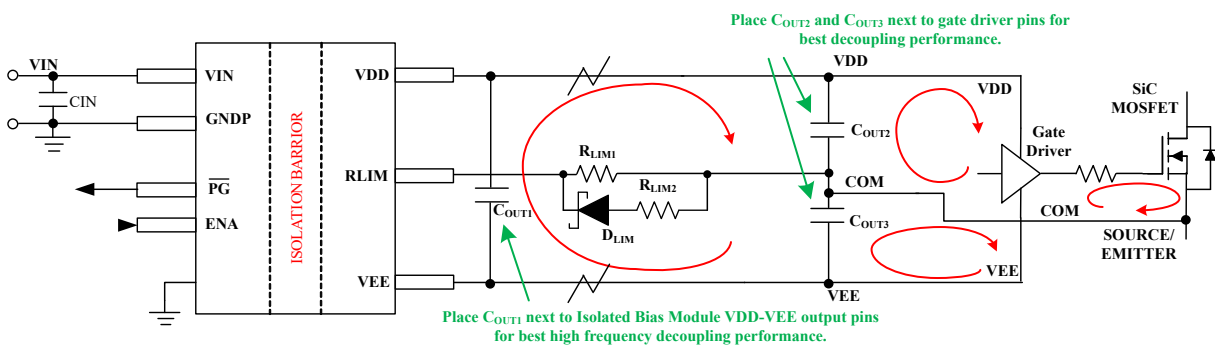 Place COUT2 and COUT3 next to gate driver pins for
best decoupling performance.
VIN
CIN
VIN
GNDP
PG
ENA
ISOLATION BARRIOR
VDD
RLIM
VEE
COUT1
RLIM1
RLIM2
DLIM
VDD
COUT2
COM
COUT3
VEE
VDD
Gate
Driver
COM
VEE
SiC
MOSFET
SOURCE/
EMITTER
Place COUT1 next to Isolated Bias Module VDD-VEE output pins
for best high frequency decoupling performance.